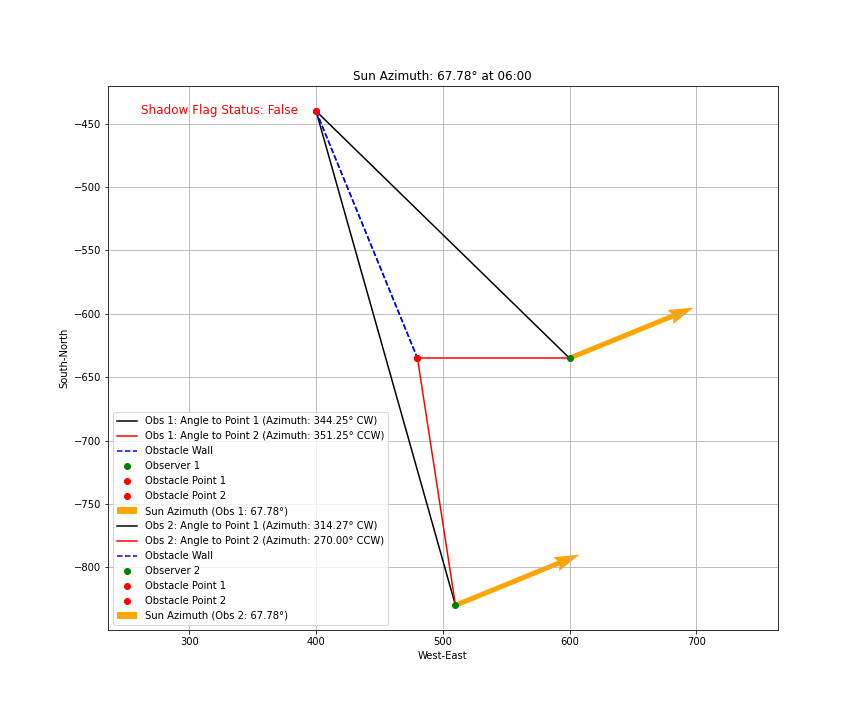 Sun Azimuth: 67.78° at 06:00
Shadow Flag Status: False
−450
−500
−550
−600
−650
−700
−750
−800
South-North
Obs 1: Angle to Point 1 (Azimuth: 344.25° CW)
Obs 1: Angle to Point 2 (Azimuth: 351.25° CCW)
Obstacle Wall
Observer 1
Obstacle Point 1
Obstacle Point 2
Sun Azimuth (Obs 1: 67.78°)
Obs 2: Angle to Point 1 (Azimuth: 314.27° CW)
Obs 2: Angle to Point 2 (Azimuth: 270.00° CCW)
Obstacle Wall
Observer 2
Obstacle Point 1
Obstacle Point 2
Sun Azimuth (Obs 2: 67.78°)
300 400 500 600 700
West-East